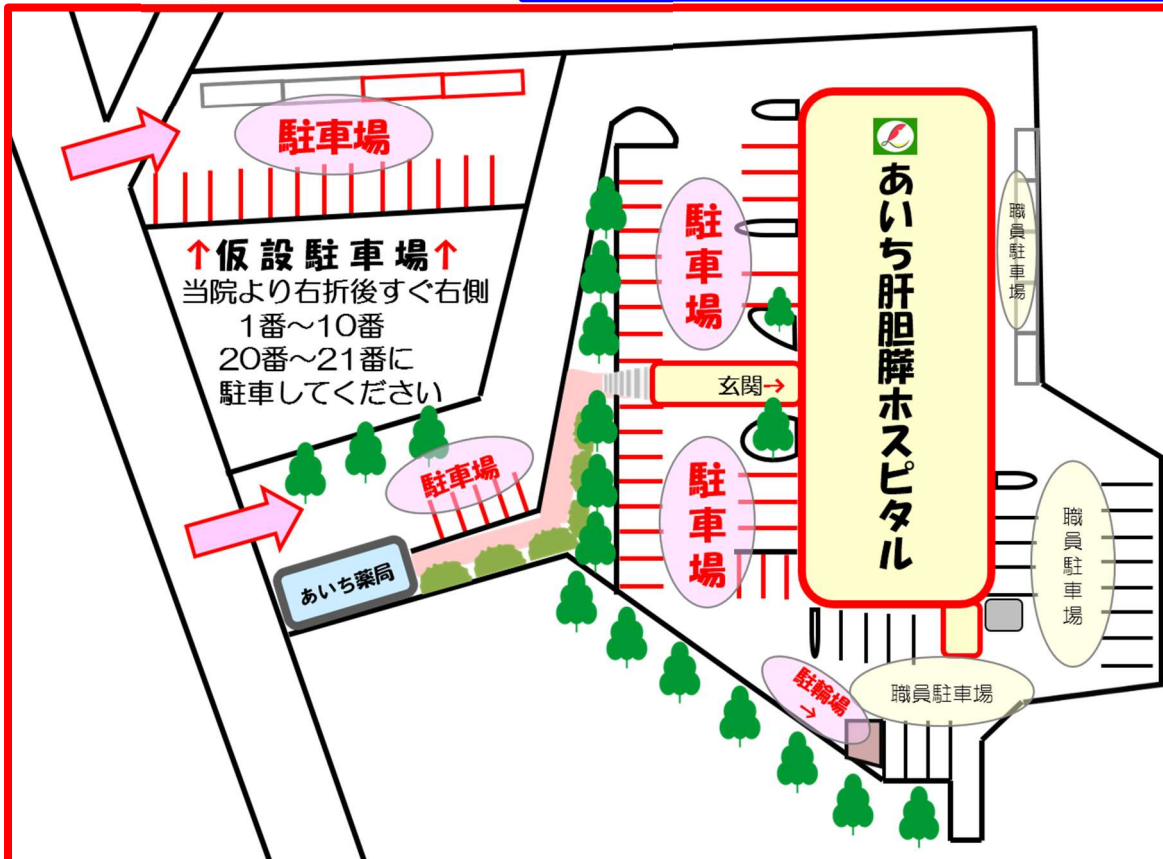 駐車場
↑仮設駐車場↑
当院より右折後すぐ右側
1番～10番
20番～21番に
駐車してください
駐車場
あいち薬局
駐車場
玄関→
駐車場
あいち肝胆膵ホスピタル
職員駐車場
職員駐車場
駐輪場
→
職員駐車場